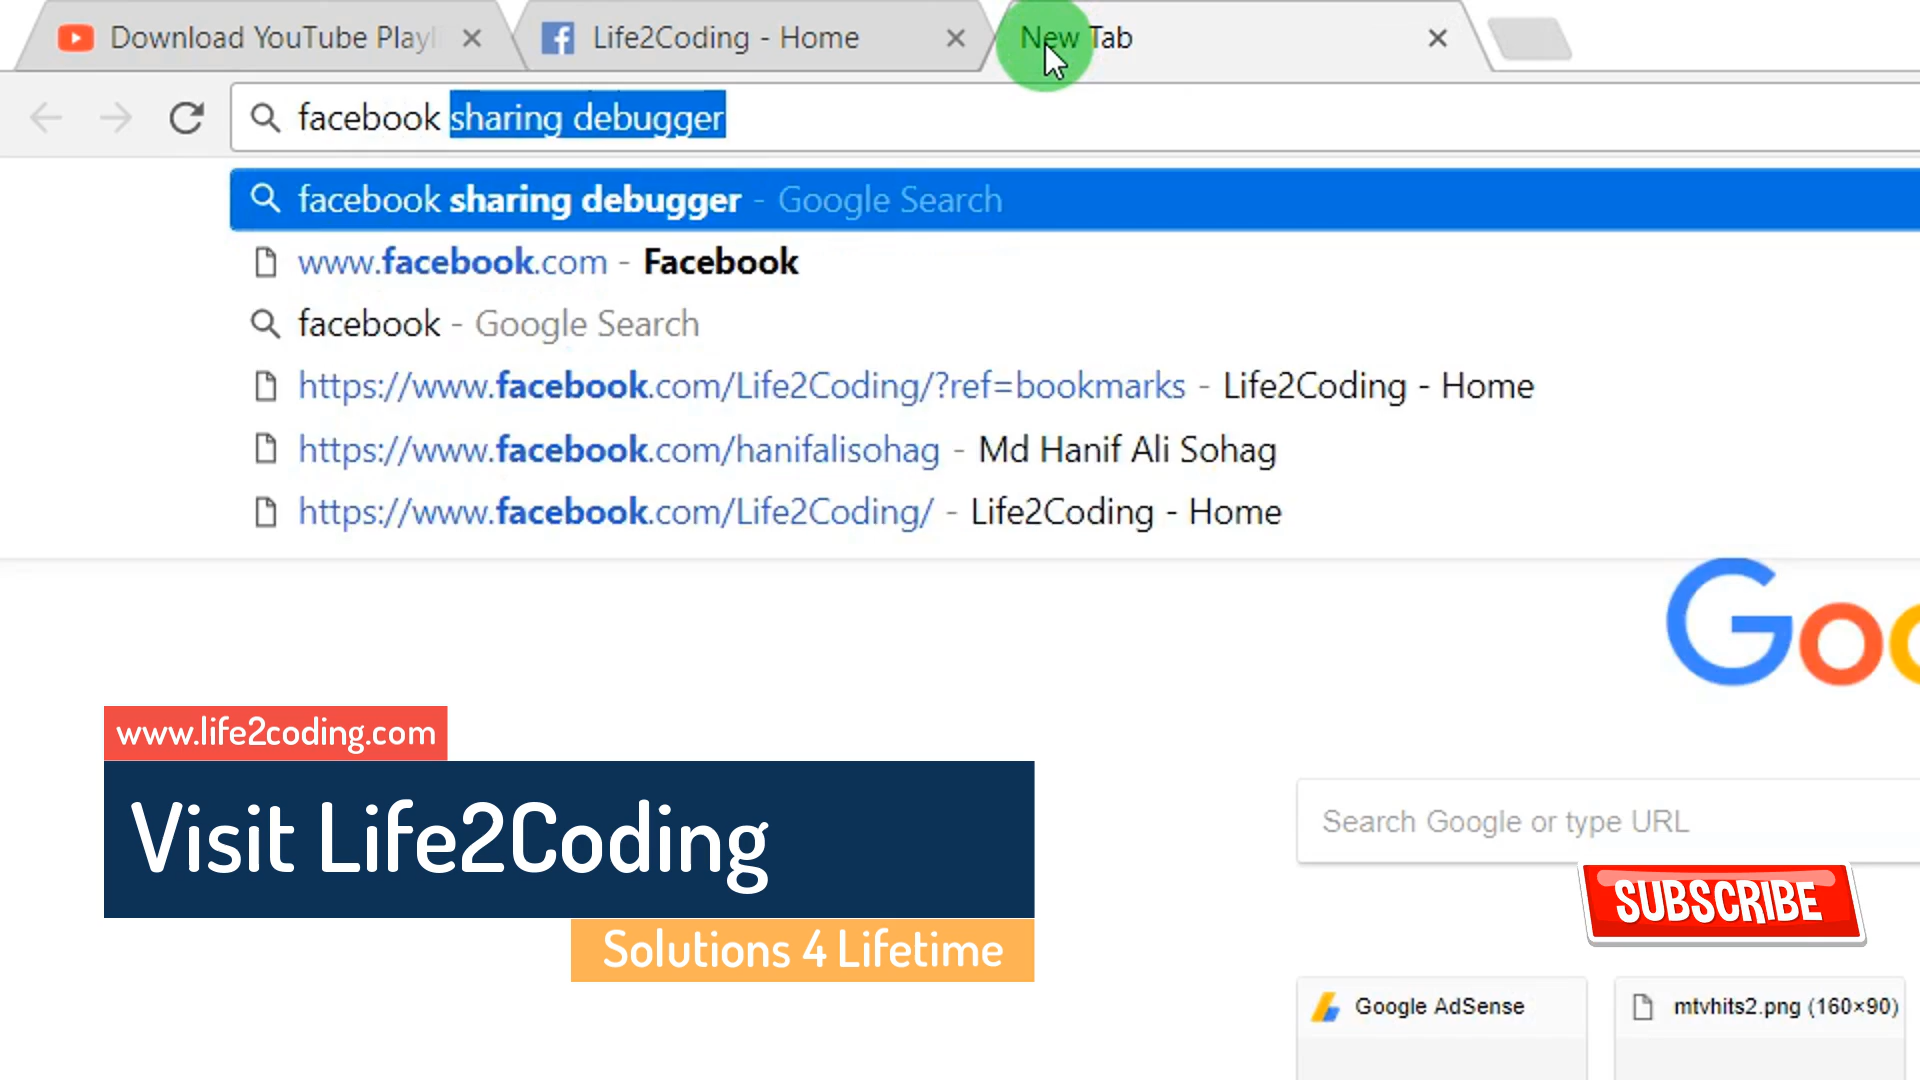 Download YouTube Playli
Life2Coding - Home
New Tab
facebook sharing debugger
facebook sharing debugger - Google Search
www.facebook.com - Facebook
facebook - Google Search
https://www.facebook.com/Life2Coding/?ref=bookmarks - Life2Coding - Home
https://www.facebook.com/hanifalisohag - Md Hanif Ali Sohag
https://www.facebook.com/Life2Coding/ - Life2Coding - Home
Goo
www.life2coding.com
Visit Life2Coding
Solutions 4 Lifetime
Search Google or type URL
SUBSCRIBE
Google AdSense
mtvhits2.png (160×90)